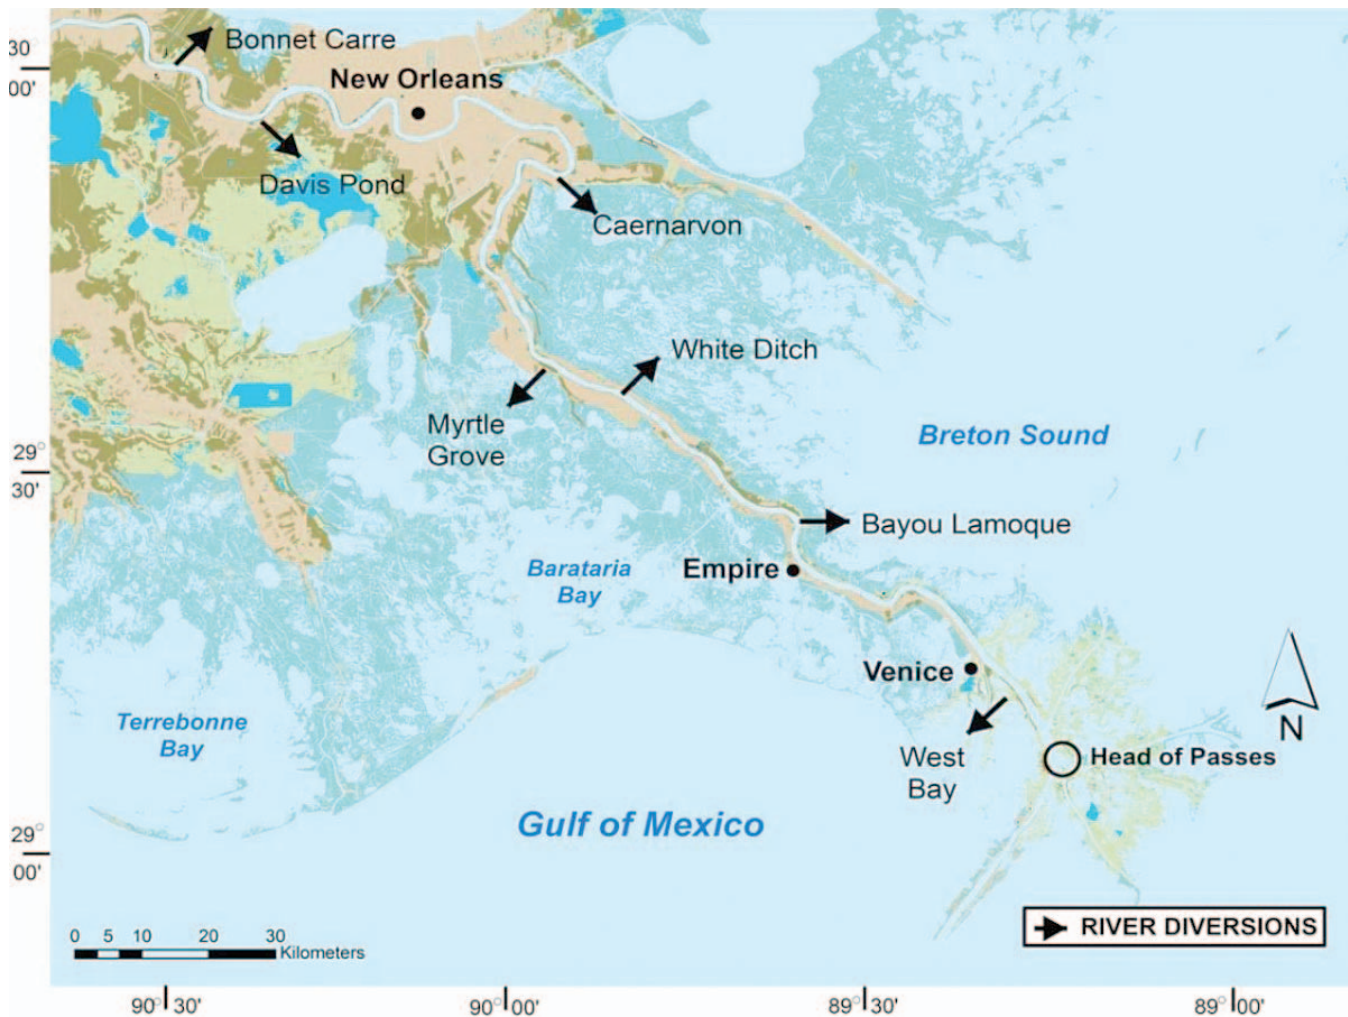 Bonnet Carre
30
00'
New Orleans
Davis Pond
Caernarvon
White Ditch
Myrtle
Grove
Breton Sound
29°
30'
Bayou Lamoque
Barataria
Bay
Empire
Venice
Terrebonne
Bay
West
Bay
Head of Passes
N
Gulf of Mexico
29°
00'
RIVER DIVERSIONS
0 5 10 20 30
Kilometers
90°30'
90°00'
89°30'
89°00'